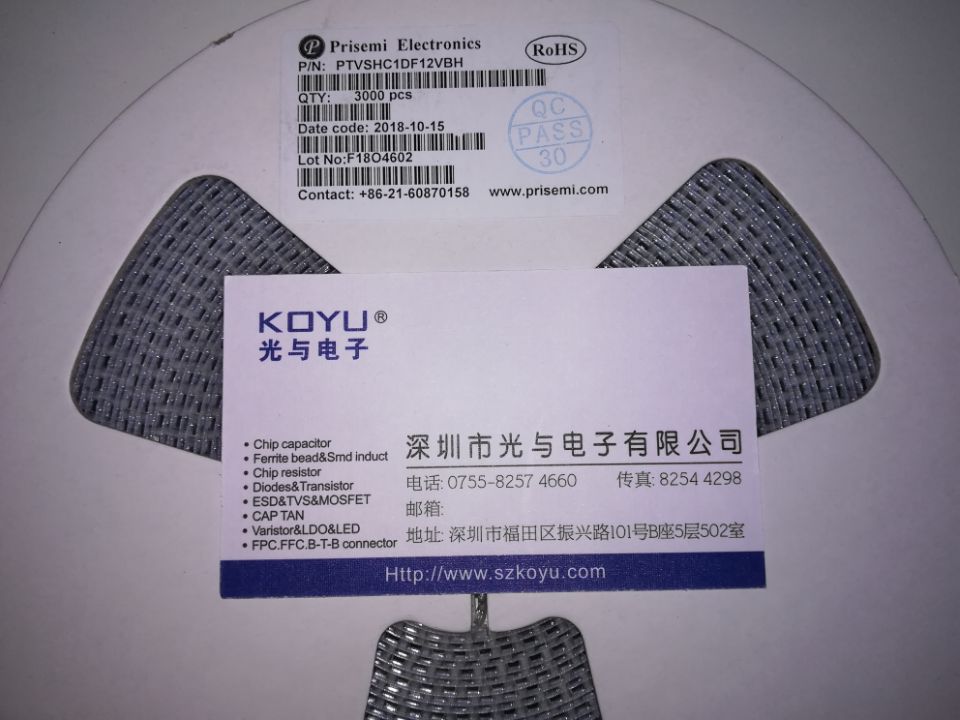 P Prisemi Electronics
RoHS
P/N: PTVSHC1DF12VBH
QTY: 3000 pcs
Date code: 2018-10-15
Lot No:F18O4602
Contact: +86-21-60870158 www.prisemi.com
QC
PASS
30
KOYU®
光与电子
• Chip capacitor
• Ferrite bead&Smd induct
• Chip resistor
• Diodes&Transistor
• ESD&TVS&MOSFET
• CAP TAN
• Varistor&LDO&LED
• FPC.FFC.B-T-B connector
深圳市光与电子有限公司
电话: 0755-8257 4660 传真: 8254 4298
邮箱:
地址: 深圳市福田区振兴路101号B座5层502室
Http://www.szkoyu.com